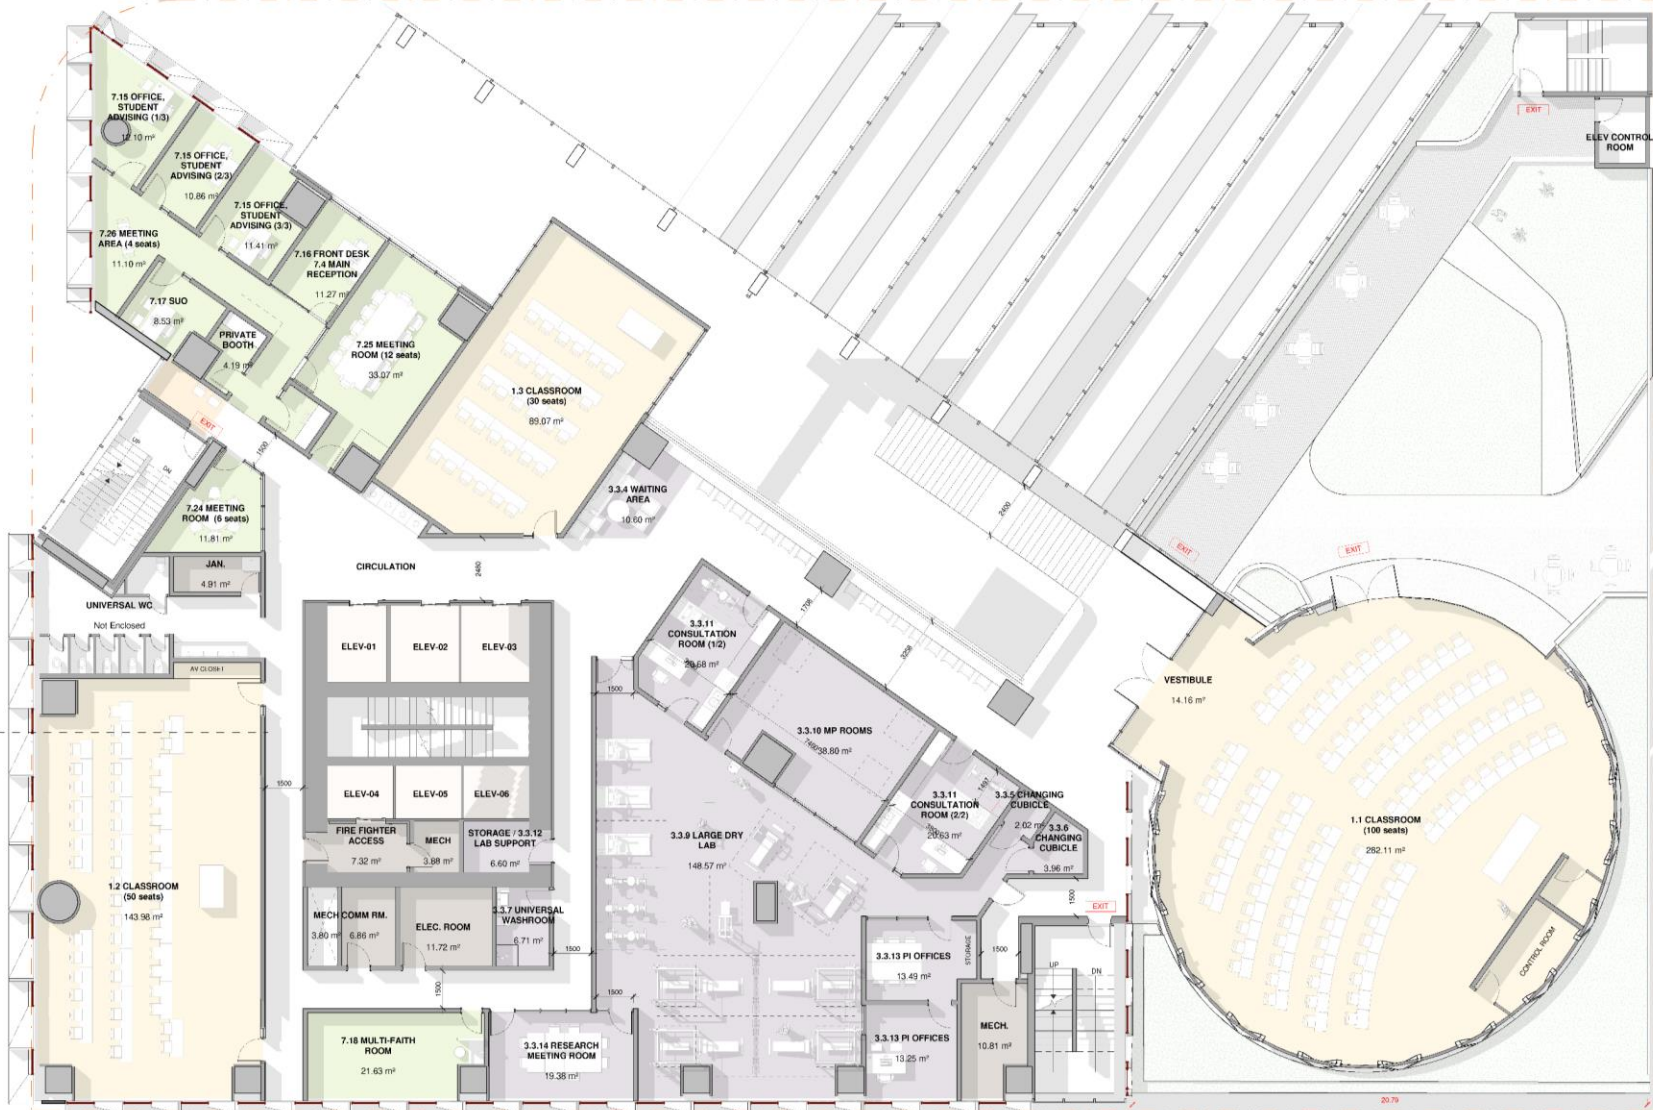 7.15 OFFICE,
STUDENT
ADVISING (1/3)
12.10 m²
7.15 OFFICE,
STUDENT
ADVISING (2/3)
10.86 m²
7.15 OFFICE,
STUDENT
ADVISING (3/3)
11.41 m²
7.26 MEETING
AREA (4 seats)
11.10 m²
7.16 FRONT DESK
7.4 MAIN
RECEPTION
11.27 m²
7.17 SUO
8.53 m²
PRIVATE
BOOTH
4.19 m²
7.25 MEETING
ROOM (12 seats)
33.07 m²
EXIT
ELEV CONTROL
ROOM
1.3 CLASSROOM
(30 seats)
89.07 m²
EXIT
1500
UP
DN
7.24 MEETING
ROOM (6 seats)
11.81 m²
3.3.4 WAITING
AREA
10.60 m²
2400
JAN.
4.91 m²
CIRCULATION
2480
EXIT
EXIT
UNIVERSAL WC
Not Enclosed
1708
3258
3.3.11
CONSULTATION
ROOM (1/2)
20.68 m²
ELEV-01
ELEV-02
ELEV-03
AV CLOSET
1500
VESTIBULE
14.16 m²
3.3.10 MP ROOMS
38.80 m²
1500
1497
ELEV-04
ELEV-05
ELEV-06
3.3.11
CONSULTATION
ROOM (2/2)
20.63 m²
3.3.5 CHANGING
CUBICLE
2.02 m²
3.3.6
CHANGING
CUBICLE
3.96 m²
FIRE FIGHTER
ACCESS
7.32 m²
MECH
3.88 m²
STORAGE / 3.3.12
LAB SUPPORT
6.60 m²
3.3.9 LARGE DRY
LAB
148.57 m²
1.1 CLASSROOM
(100 seats)
282.11 m²
1.2 CLASSROOM
(50 seats)
143.98 m²
1500
EXIT
MECH
3.80 m²
COMM RM.
6.86 m²
ELEC. ROOM
11.72 m²
3.3.7 UNIVERSAL
WASHROOM
6.71 m²
1500
1500
STORAGE
1500
3.3.13 PI OFFICES
13.49 m²
UP
DN
CONTROL ROOM
1500
1500
MECH.
10.81 m²
7.18 MULTI-FAITH
ROOM
21.63 m²
3.3.14 RESEARCH
MEETING ROOM
19.38 m²
3.3.13 PI OFFICES
13.25 m²
20.79